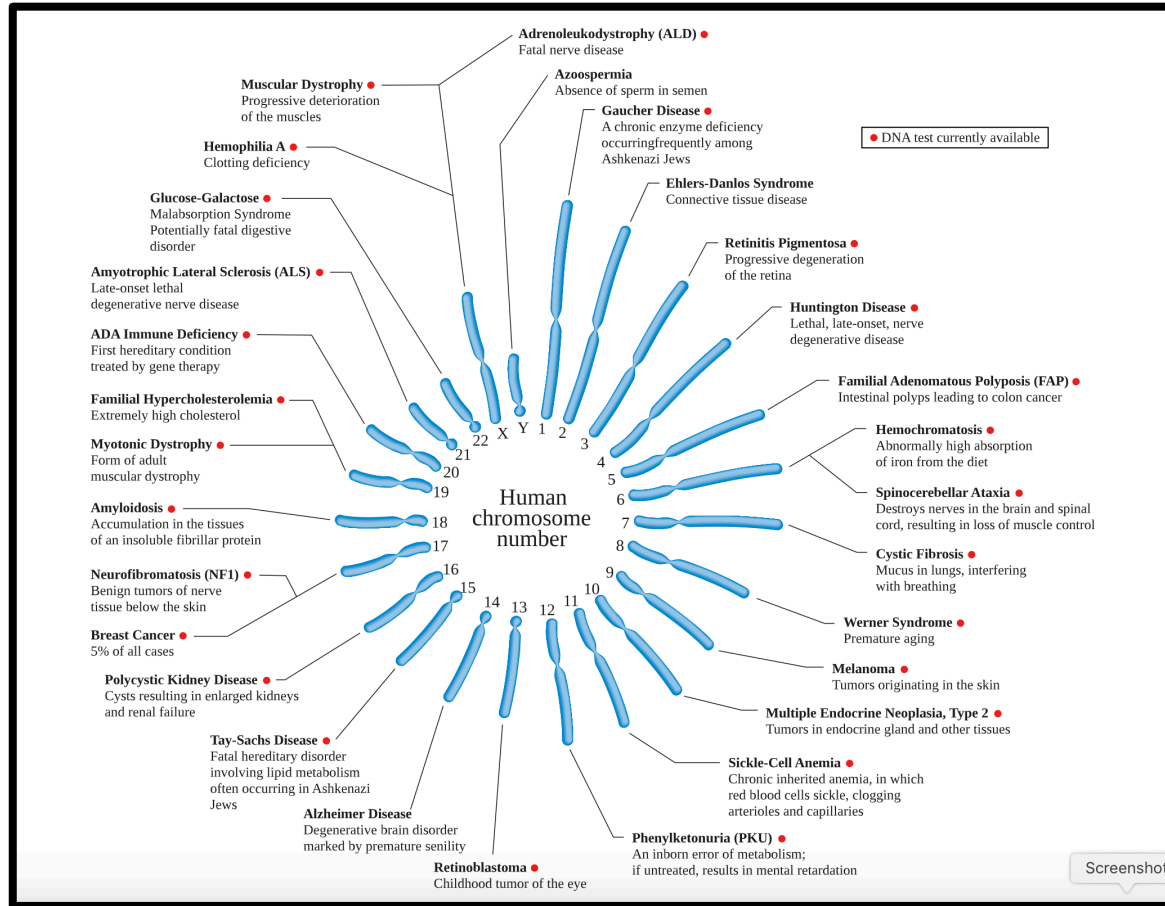 Adrenoleukodystrophy (ALD)
Fatal nerve disease
Azoospermia
Absence of sperm in semen
Gaucher Disease
A chronic enzyme deficiency
occurringfrequently among
Ashkenazi Jews
DNA test currently available
Ehlers-Danlos Syndrome
Connective tissue disease
Retinitis Pigmentosa
Progressive degeneration
of the retina
Huntington Disease
Lethal, late-onset, nerve
degenerative disease
Familial Adenomatous Polyposis (FAP)
Intestinal polyps leading to colon cancer
Hemochromatosis
Abnormally high absorption
of iron from the diet
Spinocerebellar Ataxia
Destroys nerves in the brain and spinal
cord, resulting in loss of muscle control
Cystic Fibrosis
Mucus in lungs, interfering
with breathing
Werner Syndrome
Premature aging
Melanoma
Tumors originating in the skin
Multiple Endocrine Neoplasia, Type 2
Tumors in endocrine gland and other tissues
Sickle-Cell Anemia
Chronic inherited anemia, in which
red blood cells sickle, clogging
arterioles and capillaries
Phenylketonuria (PKU)
An inborn error of metabolism;
if untreated, results in mental retardation
Retinoblastoma
Childhood tumor of the eye
Alzheimer Disease
Degenerative brain disorder
marked by premature senility
Tay-Sachs Disease
Fatal hereditary disorder
involving lipid metabolism
often occurring in Ashkenazi
Jews
Polycystic Kidney Disease
Cysts resulting in enlarged kidneys
and renal failure
Breast Cancer
5% of all cases
Neurofibromatosis (NF1)
Benign tumors of nerve
tissue below the skin
Amyloidosis
Accumulation in the tissues
of an insoluble fibrillar protein
Myotonic Dystrophy
Form of adult
muscular dystrophy
Familial Hypercholesterolemia
Extremely high cholesterol
ADA Immune Deficiency
First hereditary condition
treated by gene therapy
Amyotrophic Lateral Sclerosis (ALS)
Late-onset lethal
degenerative nerve disease
Glucose-Galactose
Malabsorption Syndrome
Potentially fatal digestive
disorder
Hemophilia A
Clotting deficiency
Muscular Dystrophy
Progressive deterioration
of the muscles
Human
chromosome
number
1
2
3
4
5
6
7
8
9
10
11
12
13
14
15
16
17
18
19
20
21
22
X
Y
Screenshot